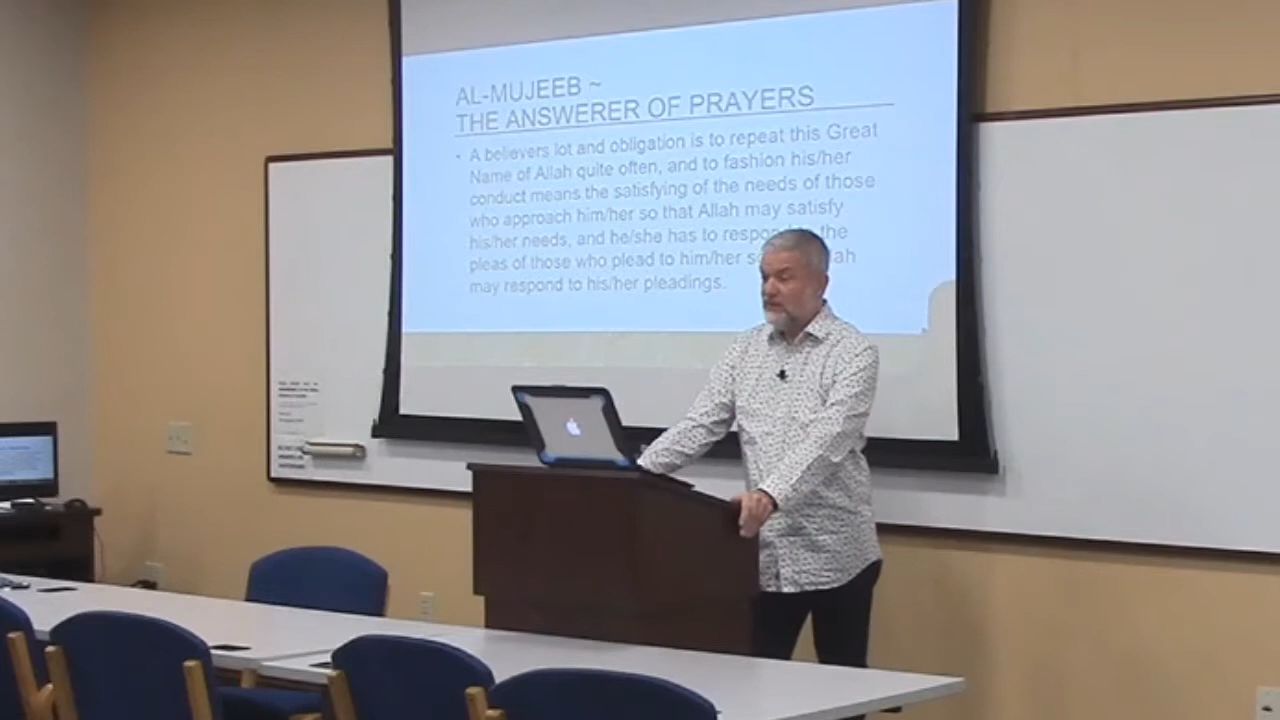 AL-MUJEEB ~
THE ANSWERER OF PRAYERS
• A believers lot and obligation is to repeat this Great
Name of Allah quite often, and to fashion his/her
conduct means the satisfying of the needs of those
who approach him/her so that Allah may satisfy
his/her needs, and he/she has to the
pleas of those who plead to him/her
may respond to his/her pleadings.